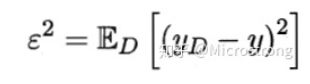 ε² = 𝔼_D [(y_D − y)²]
知乎 @Microstrong